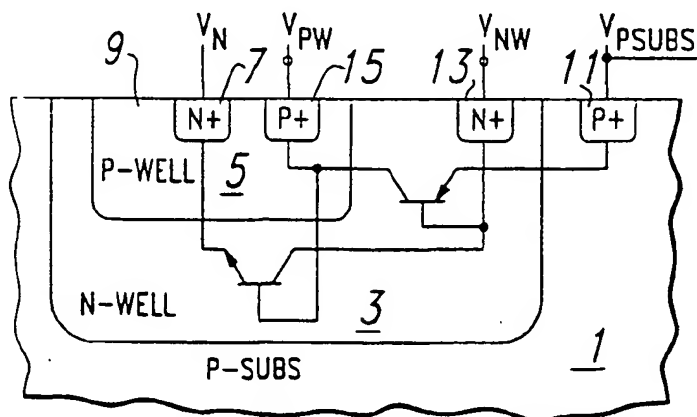 V_N V_PW V_NW V_PSUBS
9 7 15 13 11
N+ P+ N+ P+
P-WELL 5
N-WELL 3
P-SUBS 1